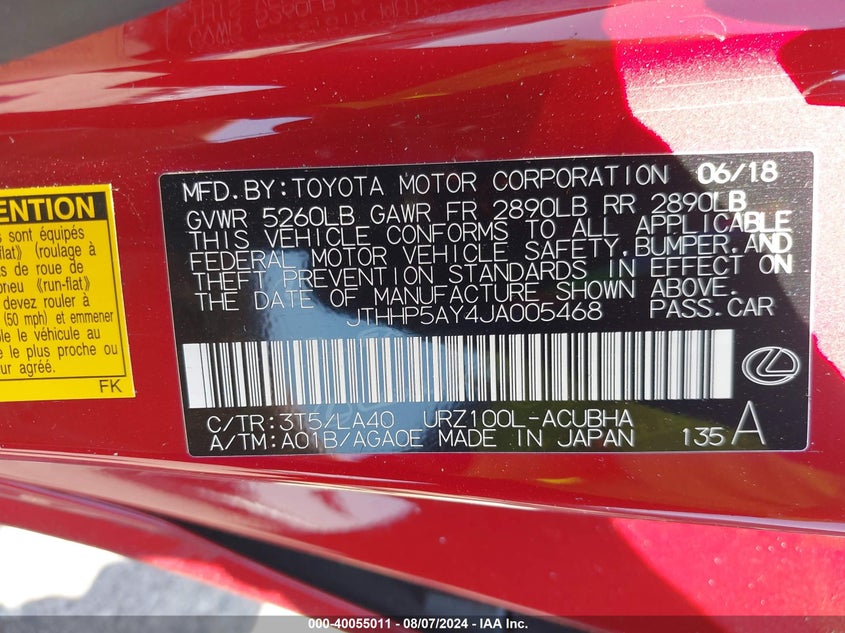 MFD.BY:TOYOTA MOTOR CORPORATION 06/18
GVWR 5260LB GAWR FR 2890LB RR 2890LB
THIS VEHICLE CONFORMS TO ALL APPLICABLE
FEDERAL MOTOR VEHICLE SAFETY,BUMPER,AND
THEFT PREVENTION STANDARDS IN EFFECT ON
THE DATE OF MANUFACTURE SHOWN ABOVE.
JTHHP5AY4JA005468 PASS.CAR
C/TR:3T5/LA40 URZ100L-ACUBHA
A/TM:A01B/AGA0E MADE IN JAPAN 135 A
TENTION
sont équipés
flat» (roulage à
s de roue de
pneu «run-flat»
devez rouler à
(50 mph) et emmener
le véhicule au
le plus proche ou
ur agréé.
FK
000-40055011 - 08/07/2024 - IAA Inc.